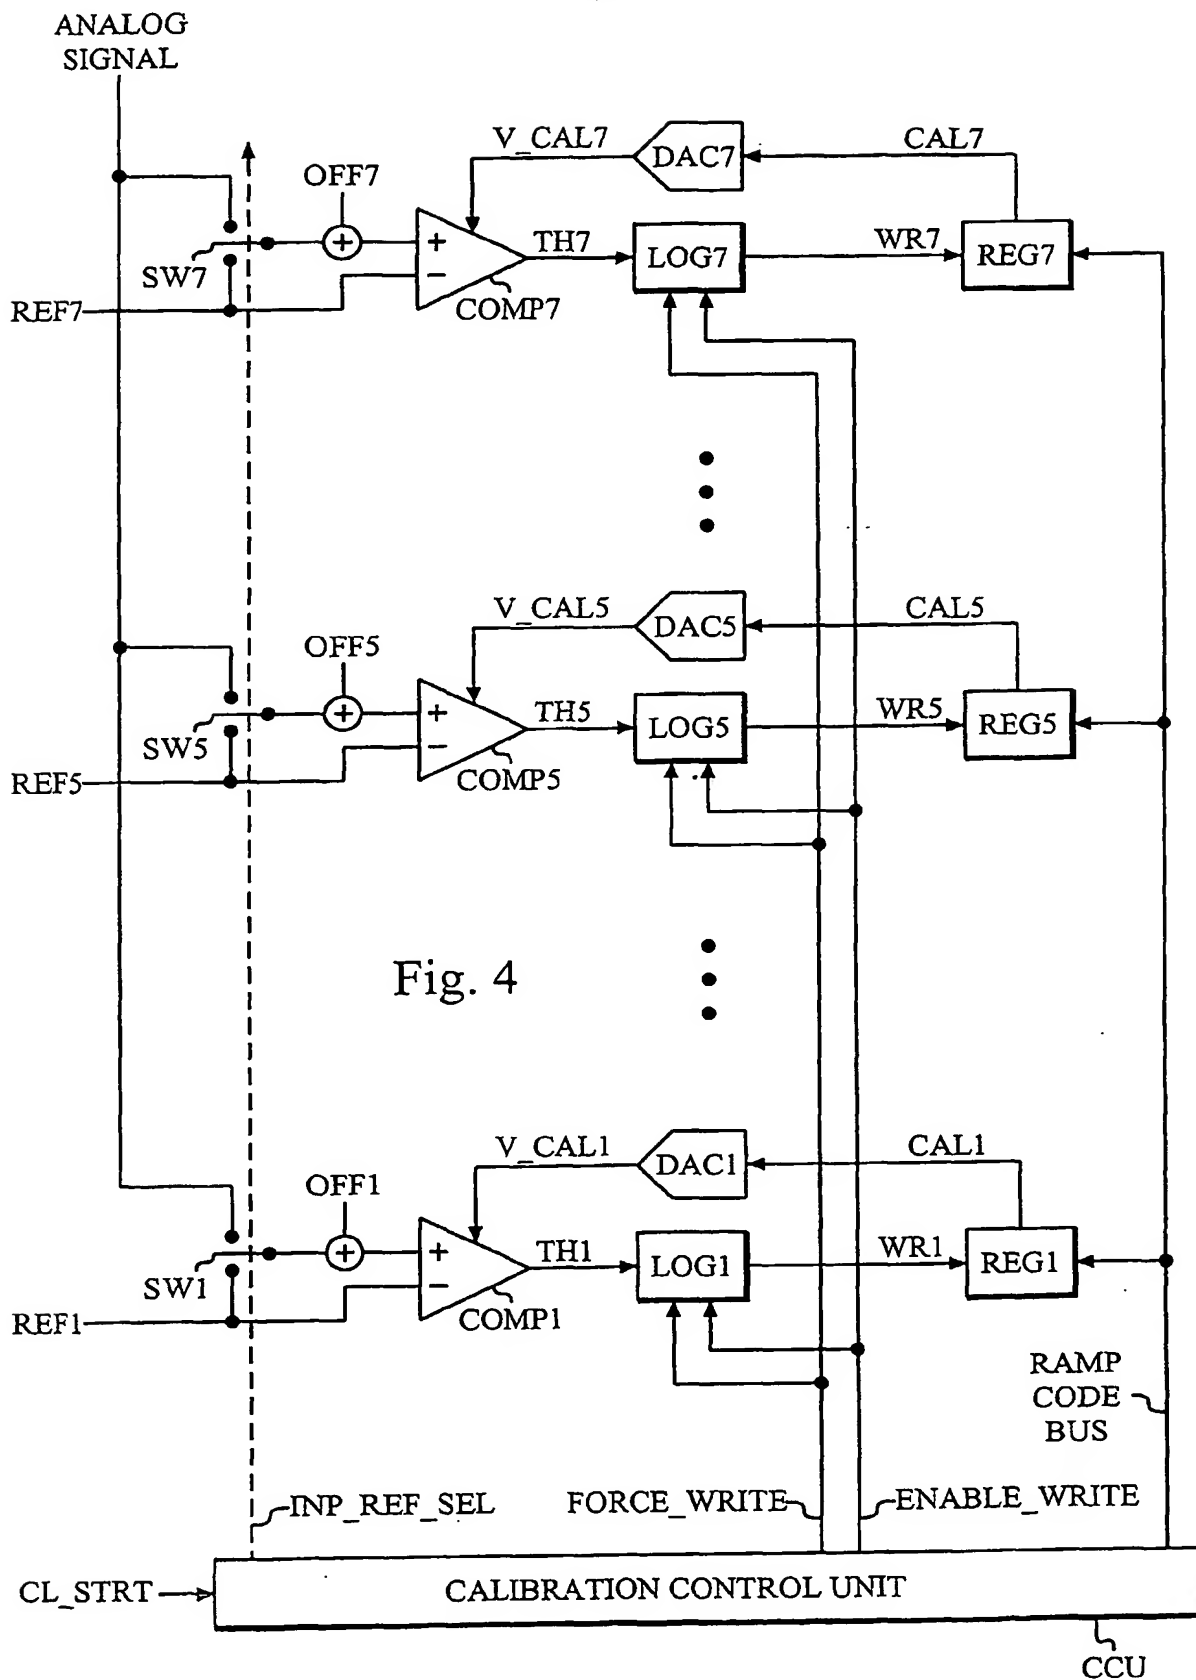 ANALOG
SIGNAL
V_CAL7
DAC7
CAL7
OFF7
+
+
−
TH7
LOG7
WR7
REG7
SW7
COMP7
REF7
V_CAL5
DAC5
CAL5
OFF5
+
+
−
TH5
LOG5
WR5
REG5
SW5
COMP5
REF5
Fig. 4
V_CAL1
DAC1
CAL1
OFF1
+
+
−
TH1
LOG1
WR1
REG1
SW1
COMP1
REF1
RAMP
CODE
BUS
INP_REF_SEL
FORCE_WRITE
ENABLE_WRITE
CL_STRT
CALIBRATION CONTROL UNIT
CCU